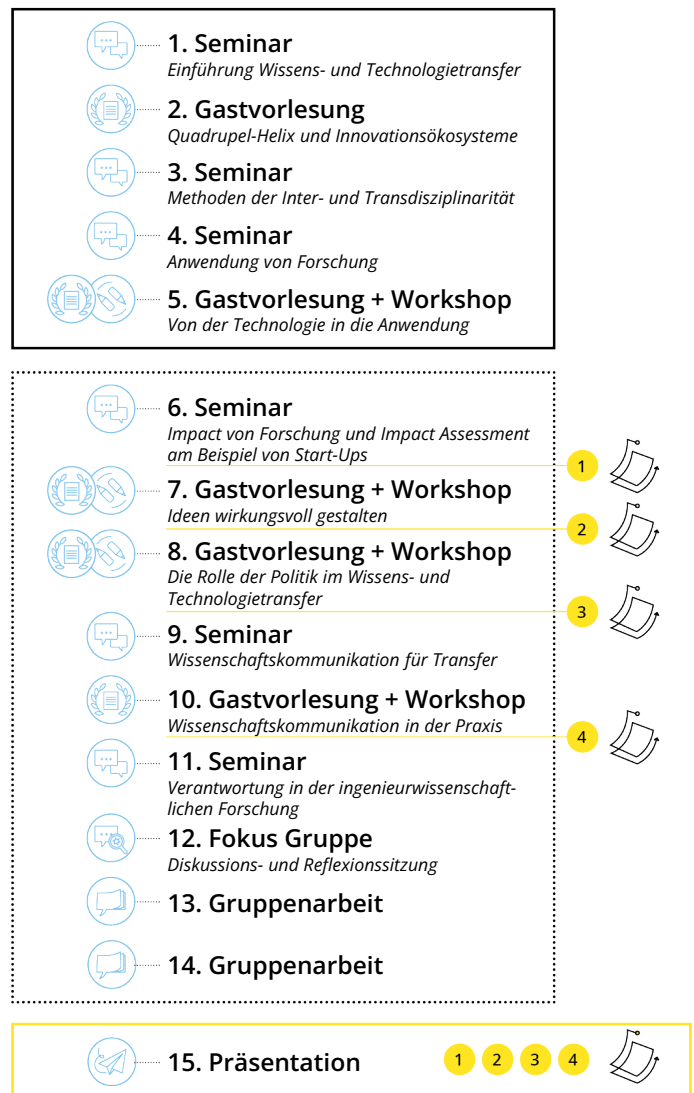 1. Seminar
Einführung Wissens- und Technologietransfer
2. Gastvorlesung
Quadrupel-Helix und Innovationsökosysteme
3. Seminar
Methoden der Inter- und Transdisziplinarität
4. Seminar
Anwendung von Forschung
5. Gastvorlesung + Workshop
Von der Technologie in die Anwendung
6. Seminar
Impact von Forschung und Impact Assessment
am Beispiel von Start-Ups
1
7. Gastvorlesung + Workshop
Ideen wirkungsvoll gestalten
2
8. Gastvorlesung + Workshop
Die Rolle der Politik im Wissens- und
Technologietransfer
3
9. Seminar
Wissenschaftskommunikation für Transfer
10. Gastvorlesung + Workshop
Wissenschaftskommunikation in der Praxis
4
11. Seminar
Verantwortung in der ingenieurwissenschaft-
lichen Forschung
12. Fokus Gruppe
Diskussions- und Reflexionssitzung
13. Gruppenarbeit
14. Gruppenarbeit
15. Präsentation 1 2 3 4